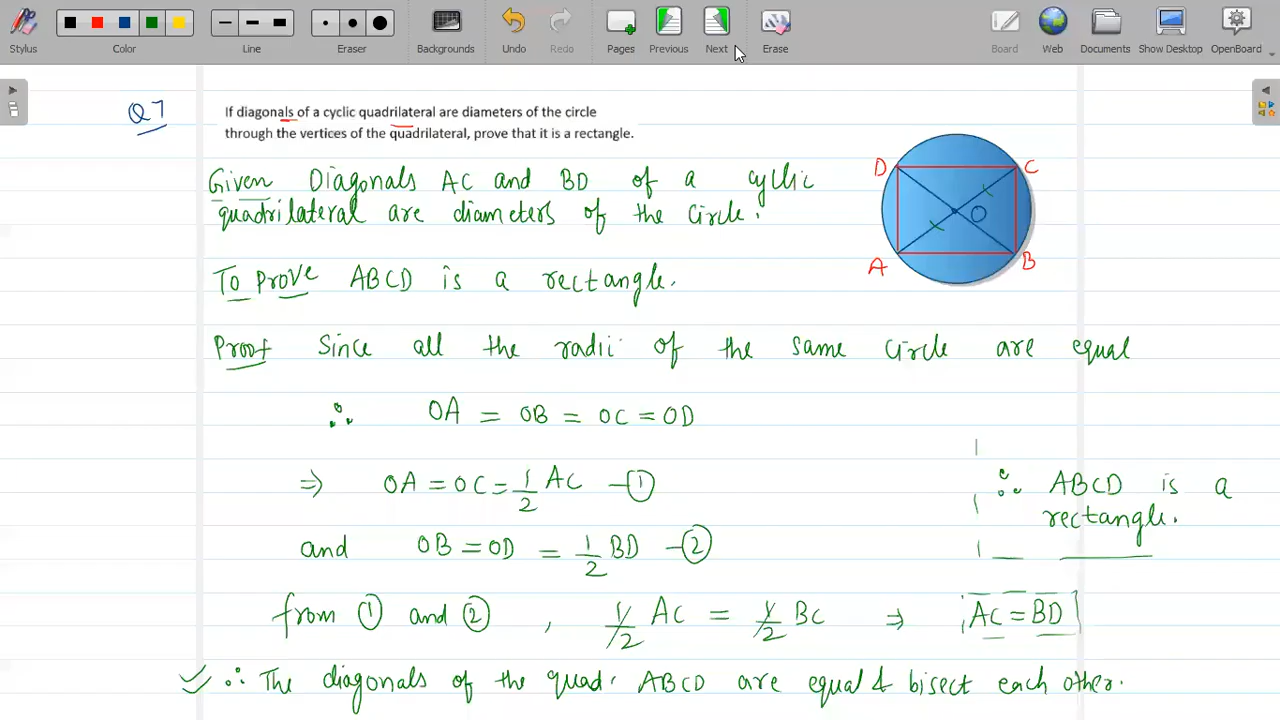 Stylus
Color
Line
Eraser
Backgrounds
Undo
Redo
Pages
Previous
Next
Erase
Board
Web
Documents
Show Desktop
OpenBoard
Q7
If diagonals of a cyclic quadrilateral are diameters of the circle
through the vertices of the quadrilateral, prove that it is a rectangle.
Given Diagonals AC and BD of a cyclic
quadrilateral are diameters of the circle.
D
C
O
A
B
To Prove ABCD is a rectangle.
Proof Since all the radii of the same circle are equal
∴ OA = OB = OC = OD
⇒ OA = OC = 1/2 AC - ①
and OB = OD = 1/2 BD - ②
from ① and ②, 1/2 AC = 1/2 BC ⇒ AC = BD
∴ The diagonals of the quad. ABCD are equal & bisect each other.
∴ ABCD is a
rectangle.